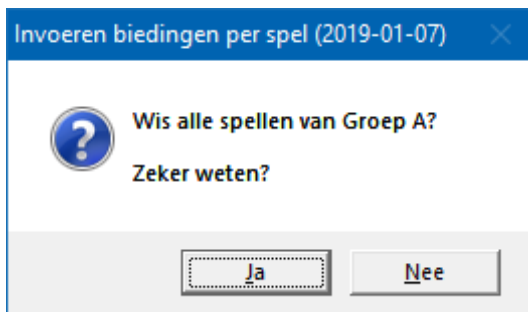 Invoeren biedingen per spel (2019-01-07)
Wis alle spellen van Groep A?
Zeker weten?
Ja Nee